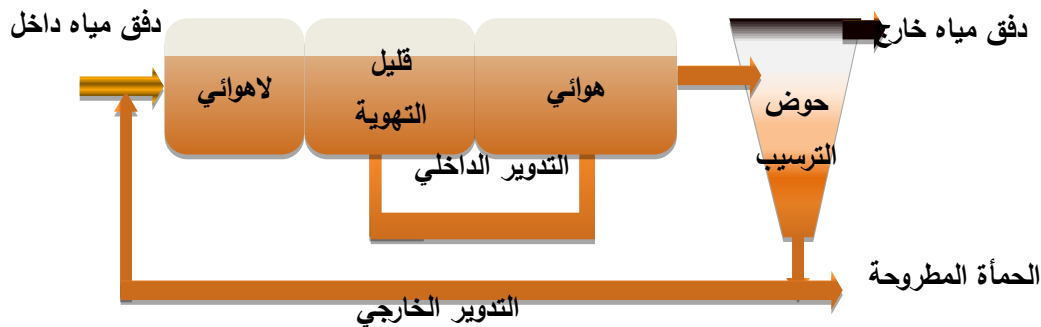 دفق مياه داخل
دفق مياه خارج
لاهوائي
قليل
التهوية
هوائي
حوض
الترسيب
التدوير الداخلي
الحمأة المطروحة
التدوير الخارجي